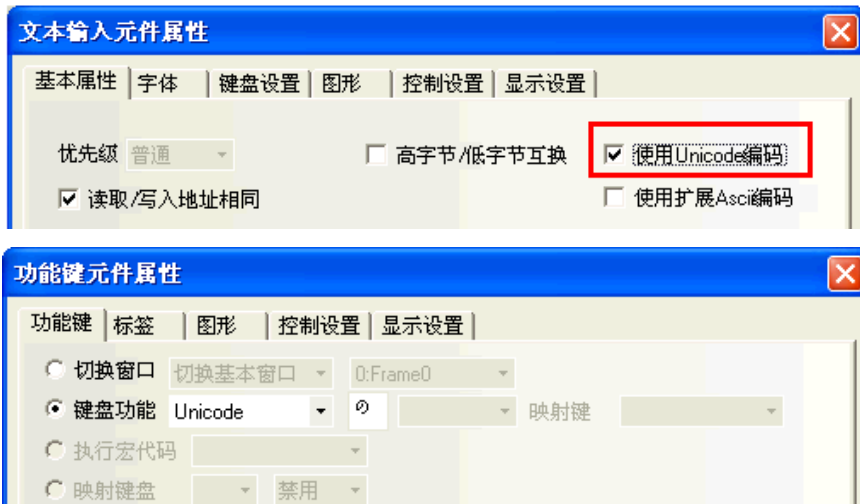 文本输入元件属性
基本属性 字体 键盘设置 图形 控制设置 显示设置
优先级 普通 高字节/低字节互换 使用Unicode编码
读取/写入地址相同 使用扩展Ascii编码
功能键元件属性
功能键 标签 图形 控制设置 显示设置
切换窗口 切换基本窗口 0:Frame0
键盘功能 Unicode の 映射键
执行宏代码
映射键盘 禁用